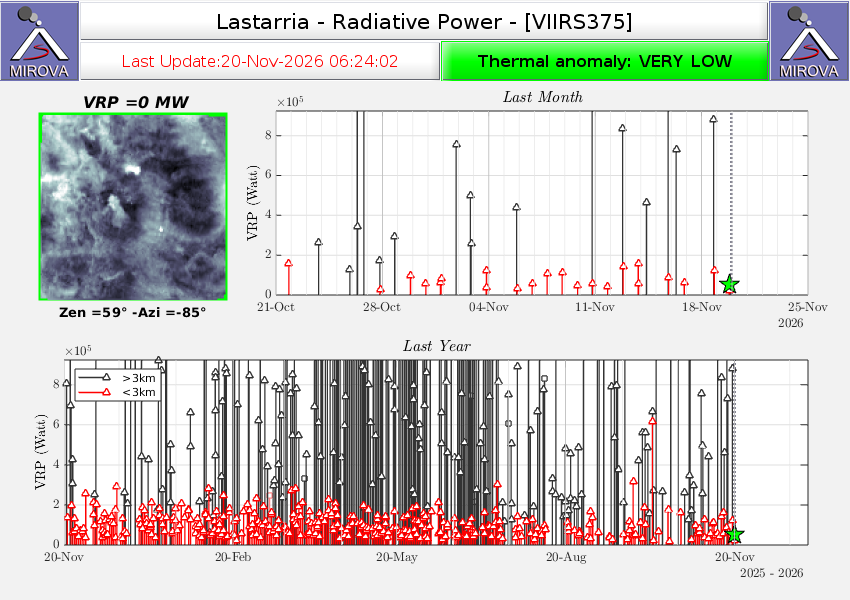 Lastarria - Radiative Power - [VIIRS375]
MIROVA
Last Update:20-Nov-2026 06:24:02
Thermal anomaly: VERY LOW
MIROVA
VRP =0 MW
Zen =59° -Azi =-85°
Last Month
×10⁵
VRP (Watt)
8
6
4
2
0
21-Oct
28-Oct
04-Nov
11-Nov
18-Nov
25-Nov
2026
Last Year
×10⁵
VRP (Watt)
8
6
4
2
0
>3km
<3km
20-Nov
20-Feb
20-May
20-Aug
20-Nov
2025 - 2026